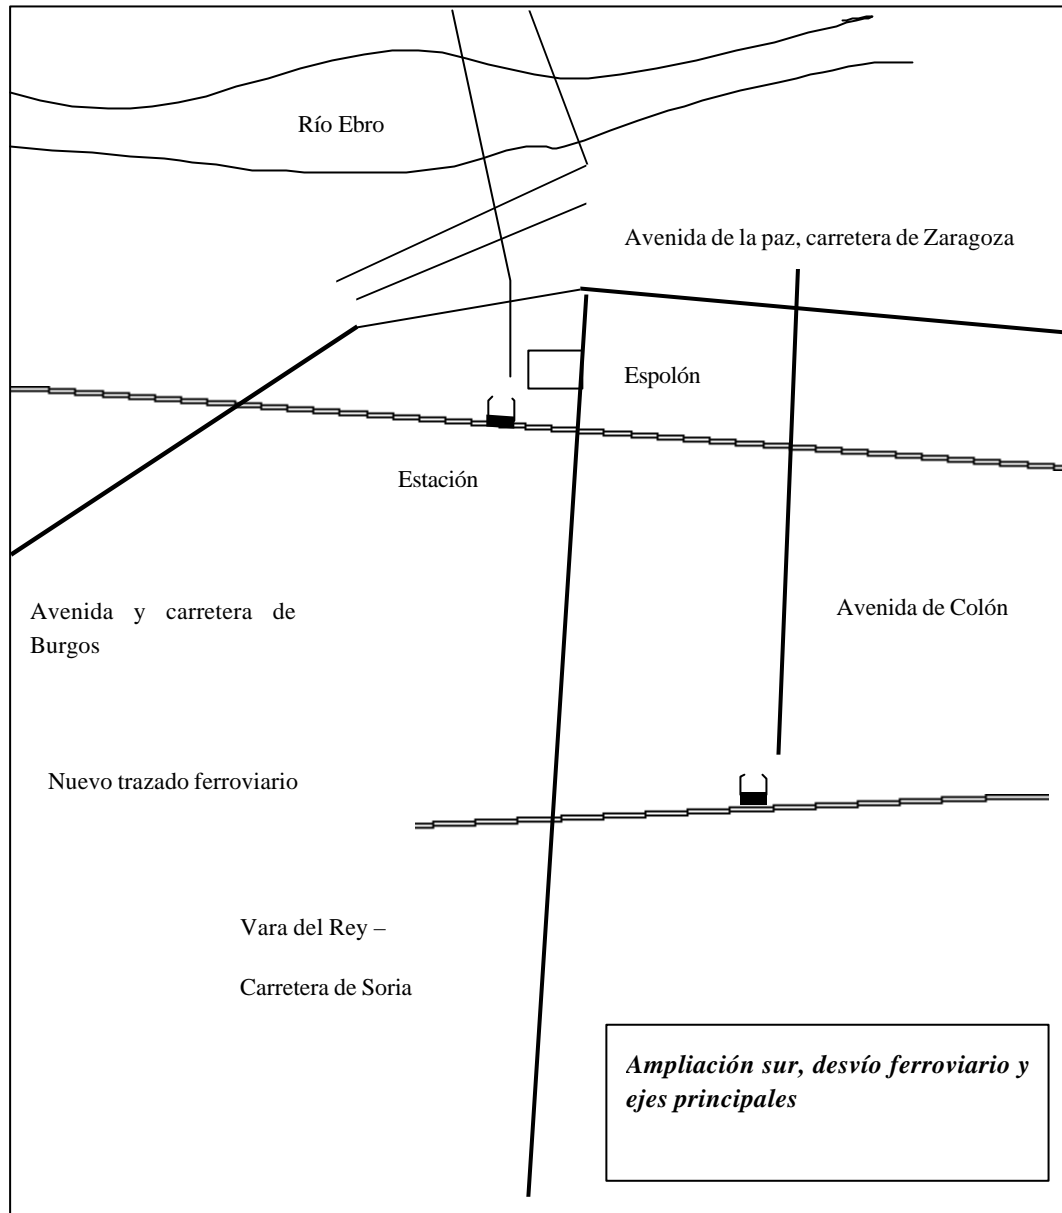 Río Ebro
Avenida de la paz, carretera de Zaragoza
Espolón
Estación
Avenida y carretera de
Burgos
Avenida de Colón
Nuevo trazado ferroviario
Vara del Rey –
Carretera de Soria
Ampliación sur, desvío ferroviario y
ejes principales